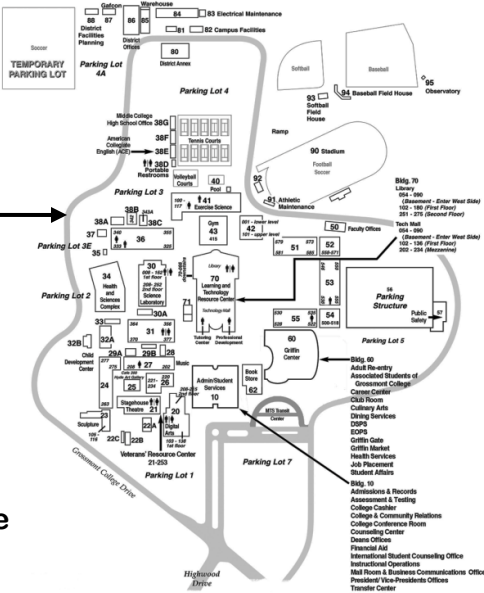 Gafcon
Warehouse
88 87
86 85
84
83 Electrical Maintenance
District
Facilities
Planning
District
Offices
81
82 Campus Facilities
80
District Annex
Soccer
TEMPORARY
PARKING LOT
Parking Lot
4A
Parking Lot 4
Softball
Baseball
95
Observatory
94 Baseball Field House
93
Softball
Field
House
Middle College
High School Office 38G
38F
American
Collegiate
English (ACE)
38E
38D
Portable
Restrooms
Tennis Courts
Ramp
90 Stadium
Football
Soccer
Volleyball
Courts
40
Pool
92
91 Athletic
Maintenance
Parking Lot 3
41
Exercise Science
38B
38A
38C
37
36
35
Parking Lot 3E
Gym
43
415
42
001 - lower level
101 - upper level
50 Faculty Offices
51
52
53
54
55
56
Parking
Structure
Public
Safety
57
Parking Lot 5
Bldg. 70
Library
054 - 090
(Basement - Enter West Side)
102 - 180 (First Floor)
251 - 275 (Second Floor)
Tech Mall
054 - 090
(Basement - Enter West Side)
102 - 136 (First Floor)
202 - 234 (Mezzenine)
Parking Lot 2
34
Health
and
Sciences
Complex
30
2nd floor
Science
Laboratory
30A
Library
70
Learning and
Technology
Resource Center
Technology Mall
Tutoring
Center
Professional
Development
71
33
32B
32A
31
29A
29B
28
Child
Development
Center
27
Music
26
25
24
23
Sculpture
22C
22B
22A
Stagehouse
Theatre
21
20
Digital
Arts
Veterans' Resource Center
21-253
Admin/Student
Services
10
Book
Store
62
60
Griffin
Center
MTS Transit
Center
Parking Lot 1
Parking Lot 7
Grossmont College Drive
Highwood
Drive
Bldg. 60
Adult Re-entry
Associated Students of
Grossmont College
Career Center
Club Room
Culinary Arts
Dining Services
DSPS
EOPS
Griffin Gate
Griffin Market
Health Services
Job Placement
Student Affairs
Bldg. 10
Admissions & Records
Assessment & Testing
College Cashier
College & Community Relations
College Conference Room
Counseling Center
Deans Offices
Financial Aid
International Student Counseling Office
Instructional Operations
Mail Room & Business Communications Office
President/ Vice-Presidents Offices
Transfer Center
e